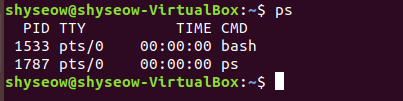 shyseow@shyseow-VirtualBox:~$ ps
  PID TTY          TIME CMD
 1533 pts/0    00:00:00 bash
 1787 pts/0    00:00:00 ps
shyseow@shyseow-VirtualBox:~$